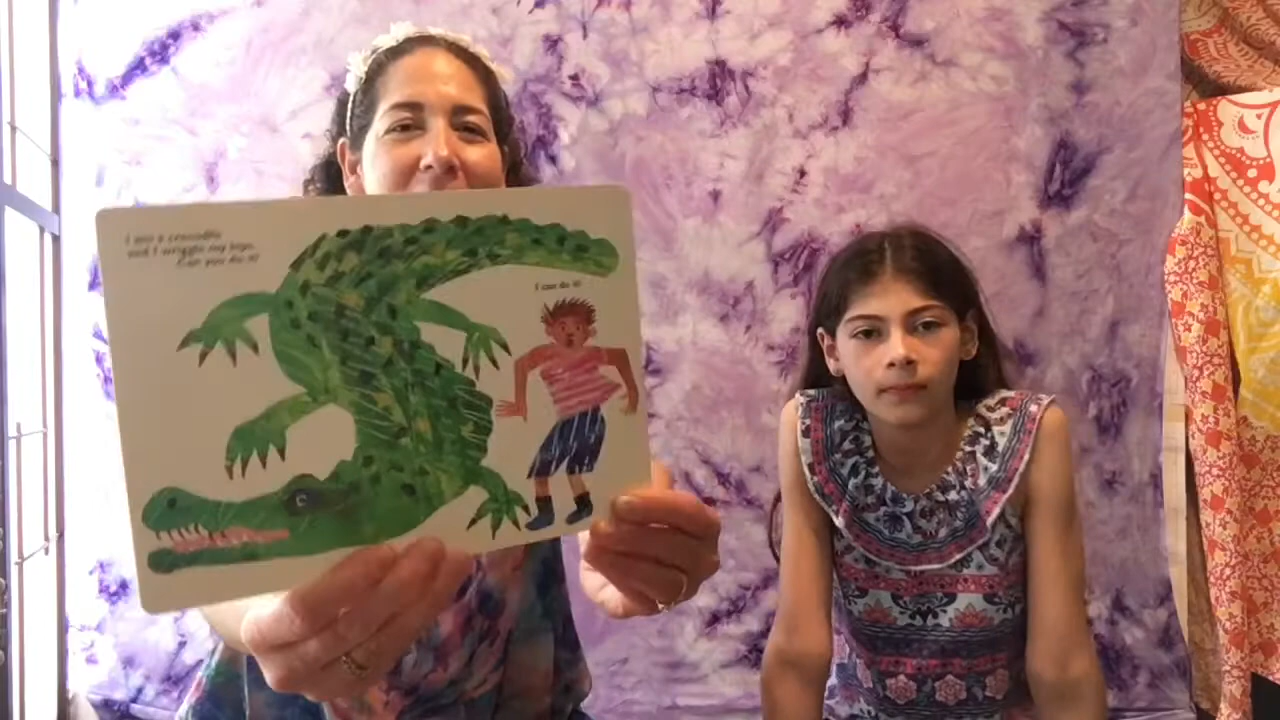 I am a crocodile
and I wriggle my hips.
Can you do it?
I can do it!